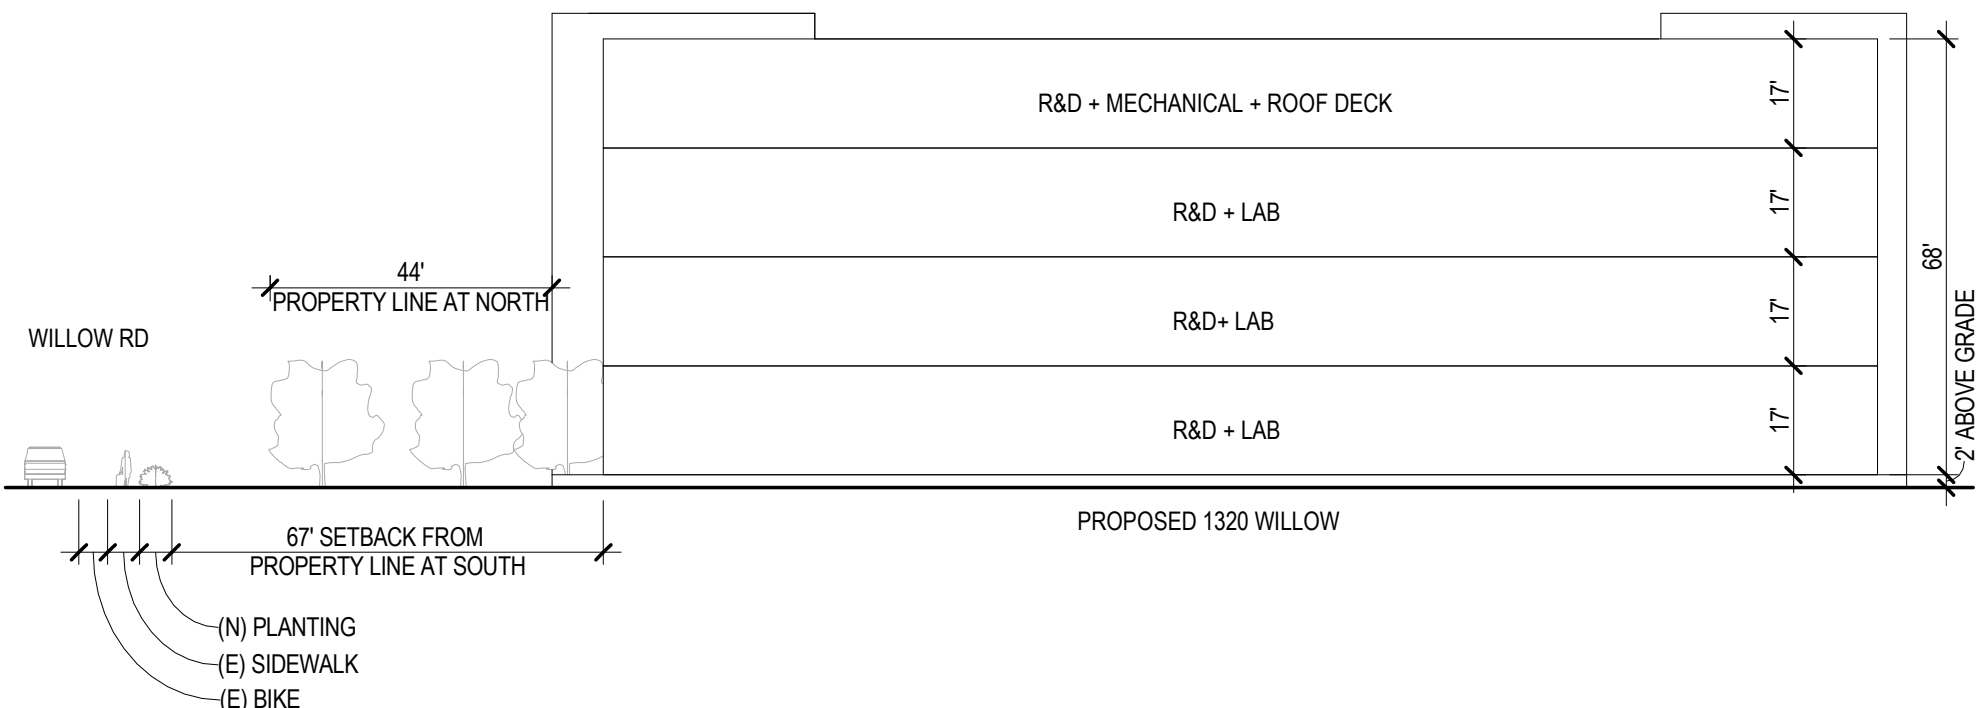 R&D + MECHANICAL + ROOF DECK
17'
R&D + LAB
17'
68'
44'
PROPERTY LINE AT NORTH
R&D+ LAB
17'
2' ABOVE GRADE
WILLOW RD
R&D + LAB
17'
PROPOSED 1320 WILLOW
67' SETBACK FROM
PROPERTY LINE AT SOUTH
(N) PLANTING
(E) SIDEWALK
(E) BIKE